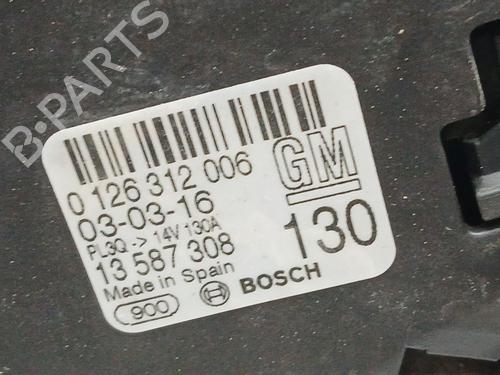 B-PARTS
0 126 312 006
03-03-16
PL3Q -> 14V 130A
13 587 308
Made in Spain
900
BOSCH
GM
130